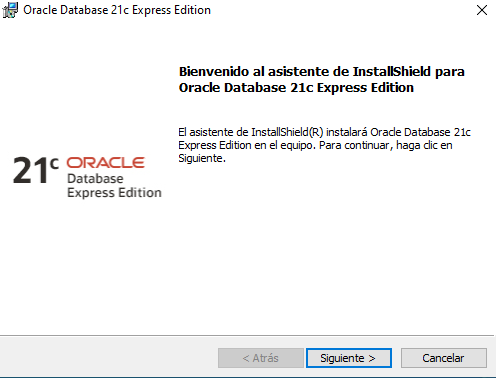 Oracle Database 21c Express Edition
Bienvenido al asistente de InstallShield para
Oracle Database 21c Express Edition
El asistente de InstallShield(R) instalará Oracle Database 21c
Express Edition en el equipo. Para continuar, haga clic en
Siguiente.
21c ORACLE
Database
Express Edition
< Atrás
Siguiente >
Cancelar